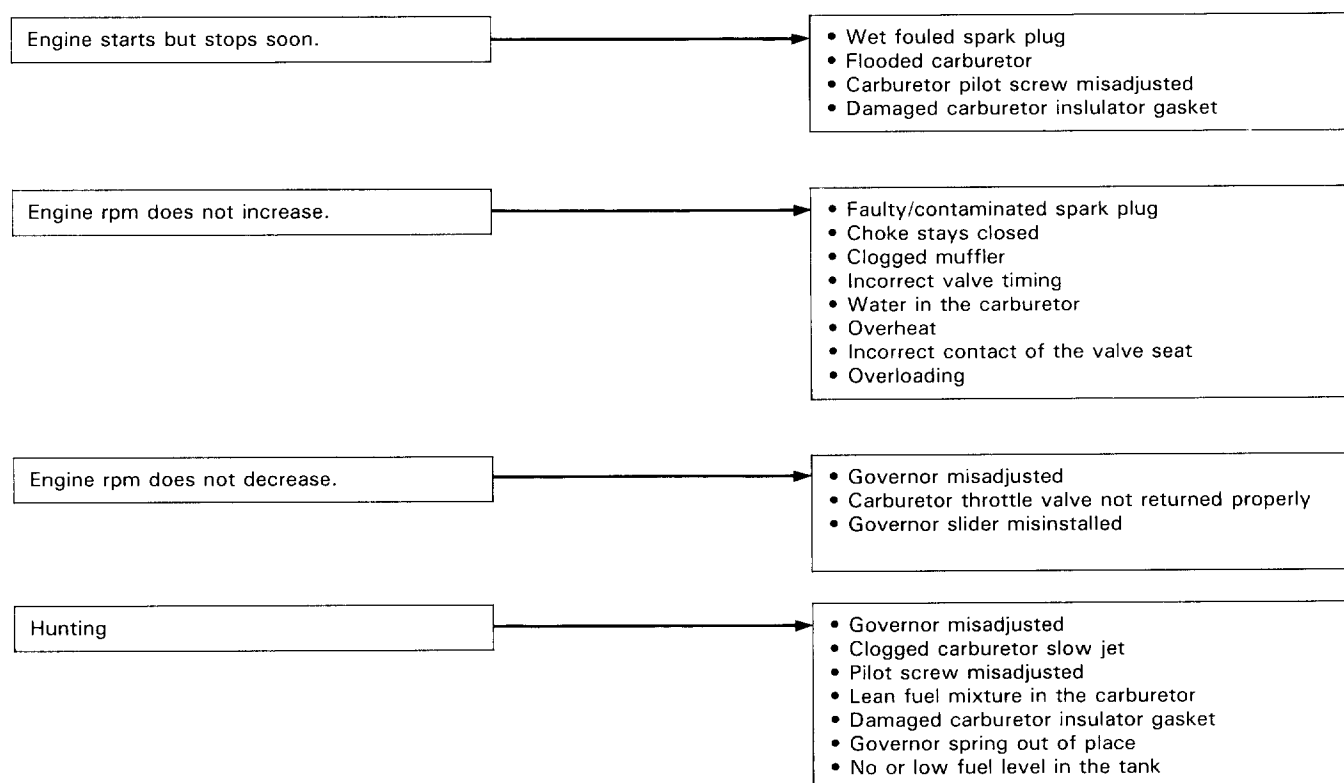 Engine starts but stops soon.
• Wet fouled spark plug
• Flooded carburetor
• Carburetor pilot screw misadjusted
• Damaged carburetor inslulator gasket
Engine rpm does not increase.
• Faulty/contaminated spark plug
• Choke stays closed
• Clogged muffler
• Incorrect valve timing
• Water in the carburetor
• Overheat
• Incorrect contact of the valve seat
• Overloading
Engine rpm does not decrease.
• Governor misadjusted
• Carburetor throttle valve not returned properly
• Governor slider misinstalled
Hunting
• Governor misadjusted
• Clogged carburetor slow jet
• Pilot screw misadjusted
• Lean fuel mixture in the carburetor
• Damaged carburetor insulator gasket
• Governor spring out of place
• No or low fuel level in the tank